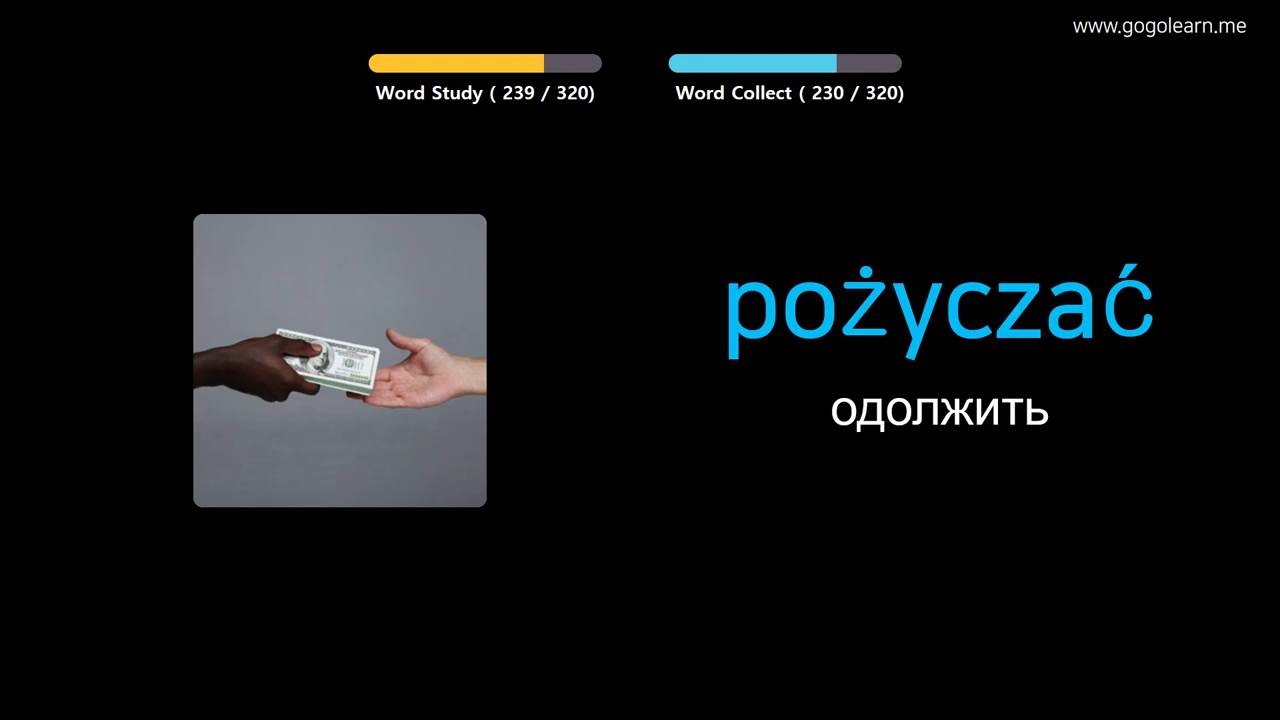 www.gogolearn.me
Word Study ( 239 / 320)
Word Collect ( 230 / 320)
pożyczać
одолжить